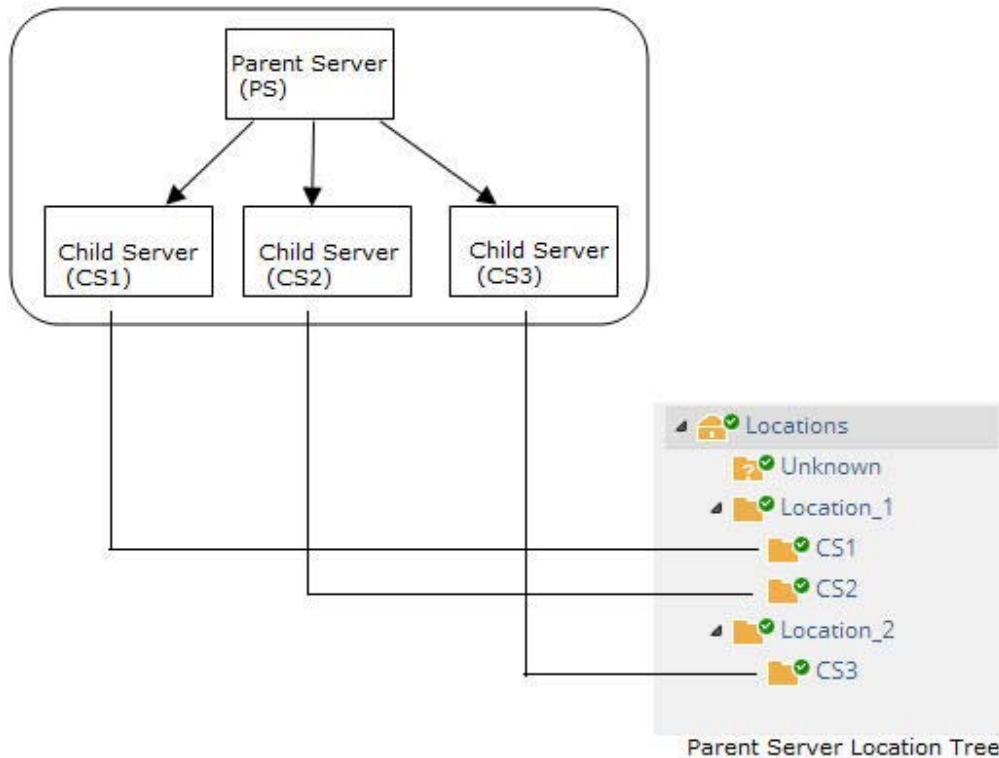 Parent Server
(PS)
Child Server
(CS1)
Child Server
(CS2)
Child Server
(CS3)
Locations
Unknown
Location_1
CS1
CS2
Location_2
CS3
Parent Server Location Tree